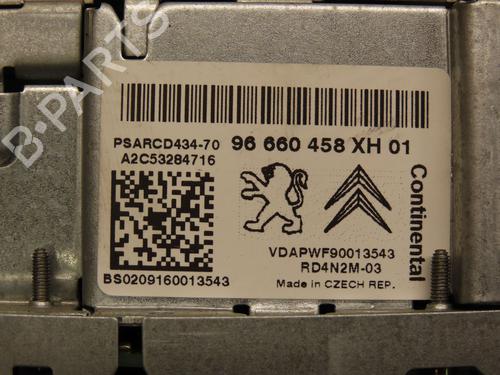 PSARCD434-70 96 660 458 XH 01
A2C53284716
Continental
VDAPWF90013543
RD4N2M-03
BS0209160013543 Made in CZECH REP.
B-PARTS